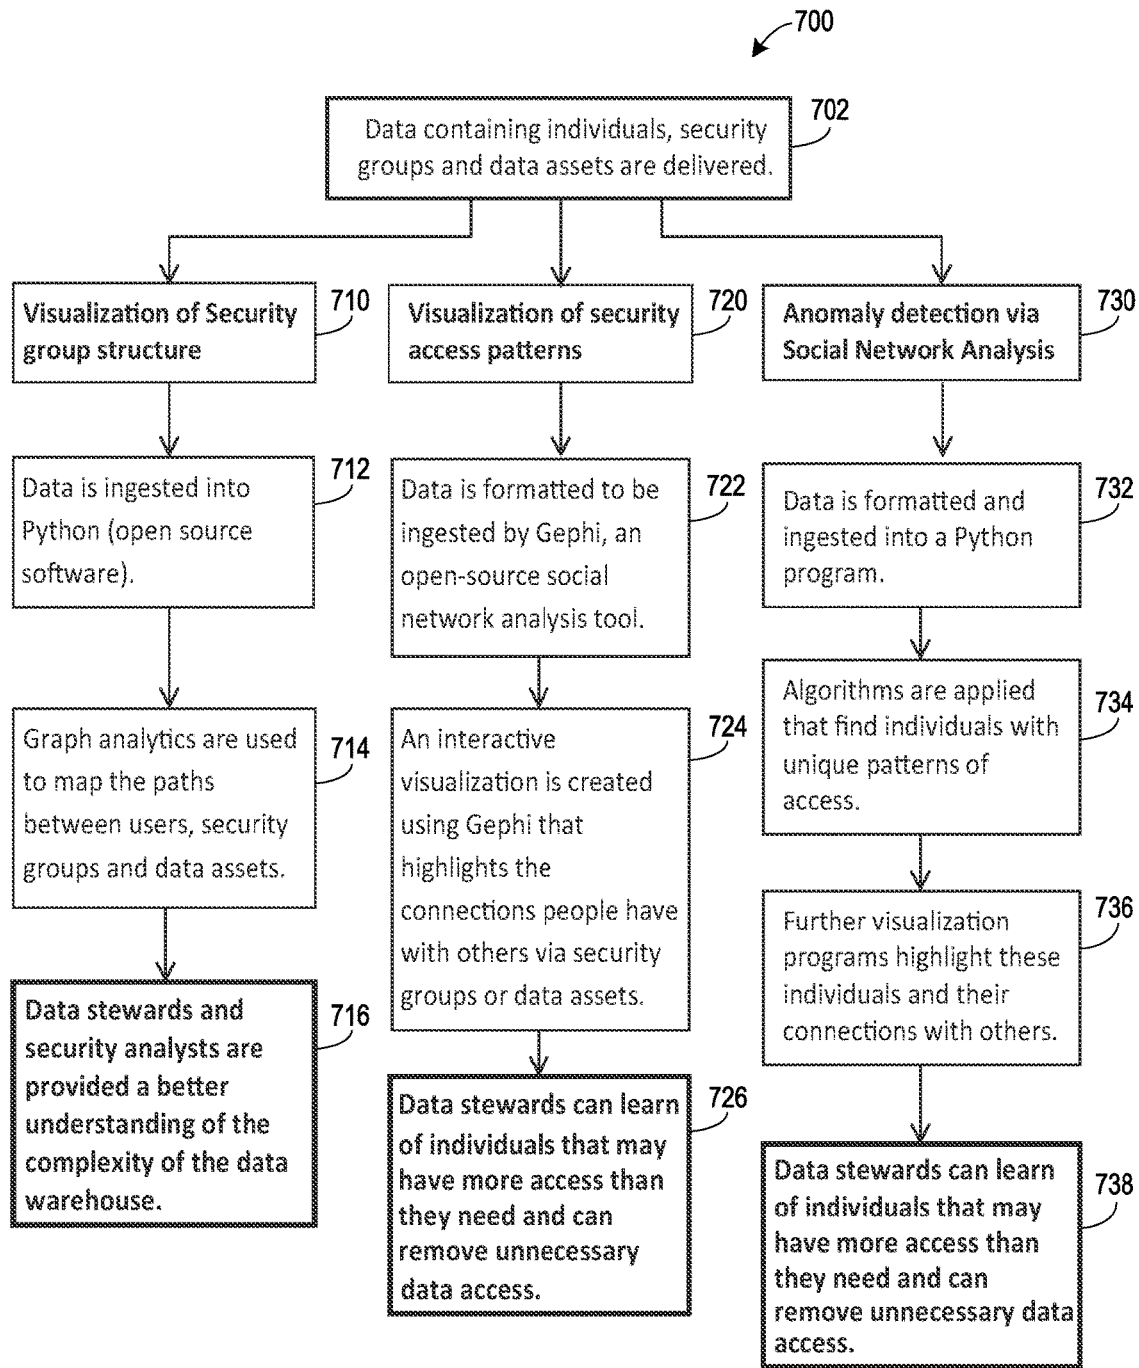 700
702
Data containing individuals, security
groups and data assets are delivered.
710
Visualization of Security
group structure
712
Data is ingested into
Python (open source
software).
714
Graph analytics are used
to map the paths
between users, security
groups and data assets.
716
Data stewards and
security analysts are
provided a better
understanding of the
complexity of the data
warehouse.
720
Visualization of security
access patterns
722
Data is formatted to be
ingested by Gephi, an
open-source social
network analysis tool.
724
An interactive
visualization is created
using Gephi that
highlights the
connections people have
with others via security
groups or data assets.
726
Data stewards can learn
of individuals that may
have more access than
they need and can
remove unnecessary
data access.
730
Anomaly detection via
Social Network Analysis
732
Data is formatted and
ingested into a Python
program.
734
Algorithms are applied
that find individuals with
unique patterns of
access.
736
Further visualization
programs highlight these
individuals and their
connections with others.
738
Data stewards can learn
of individuals that may
have more access than
they need and can
remove unnecessary data
access.